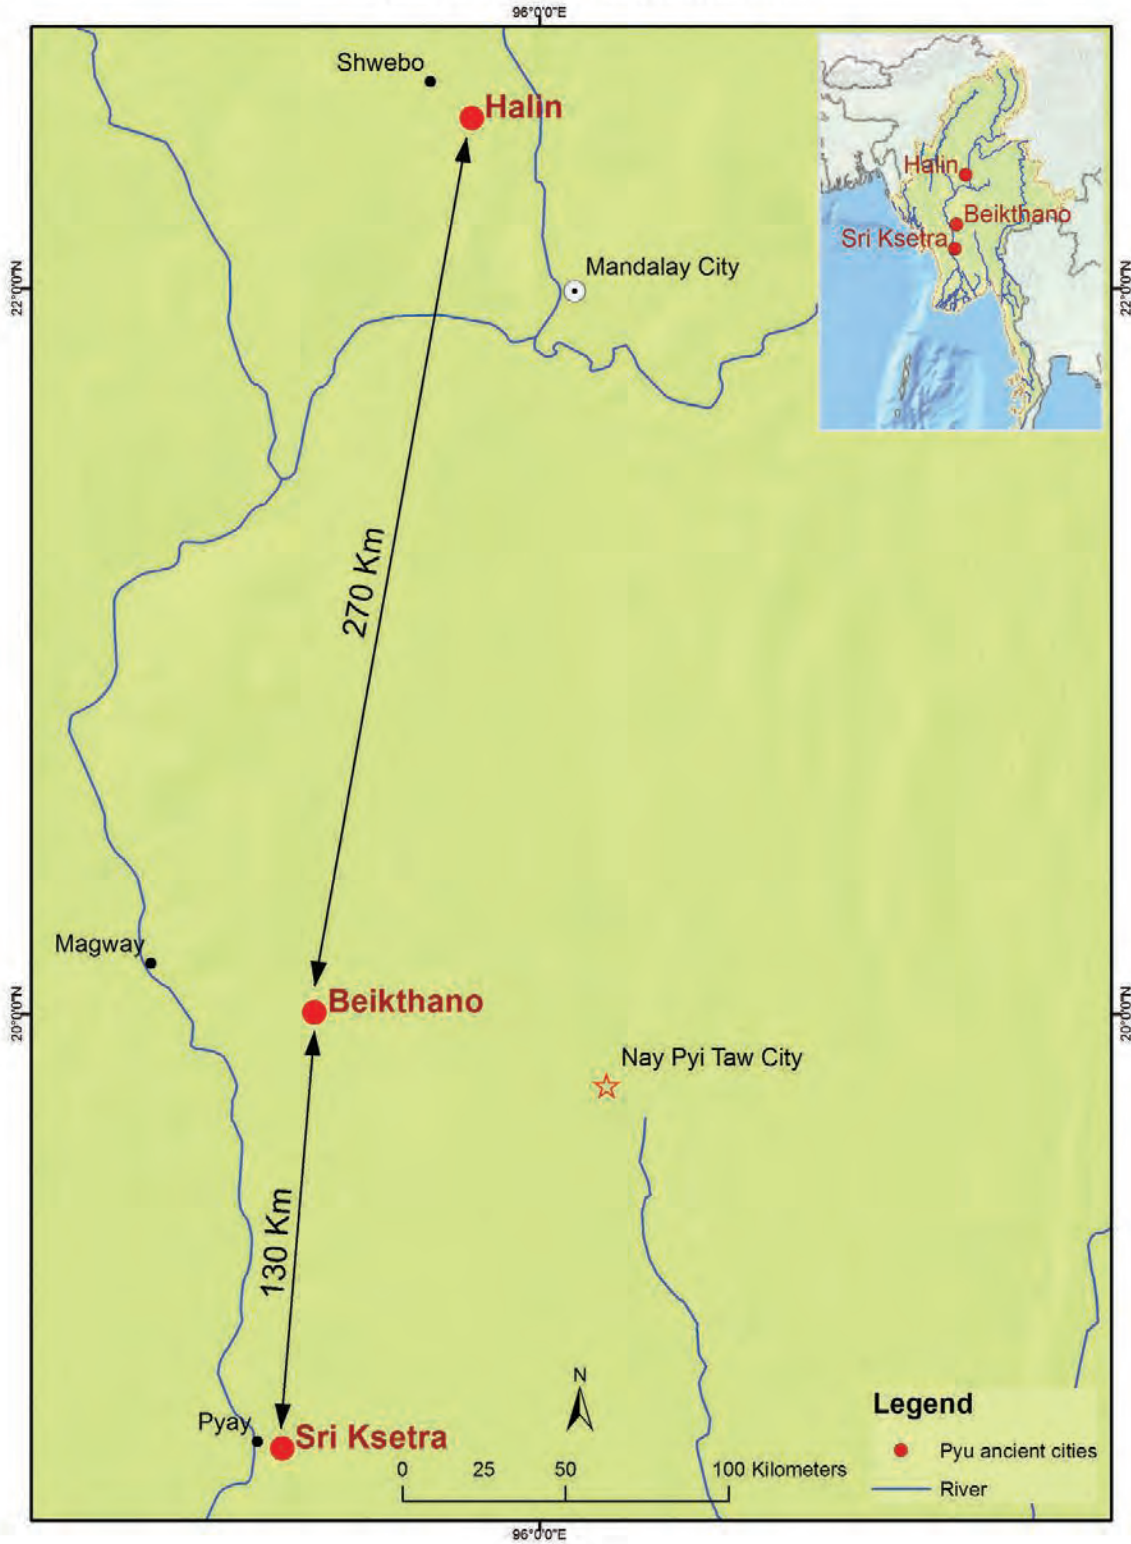 96°0'0"E
Shwebo
Halin
Halin
Beikthano
Sri Ksetra
Mandalay City
22°0'0"N
22°0'0"N
270 Km
Magway
Beikthano
20°0'0"N
20°0'0"N
Nay Pyi Taw City
130 Km
Pyay
Sri Ksetra
N
0 25 50 100 Kilometers
Legend
Pyu ancient cities
River
96°0'0"E